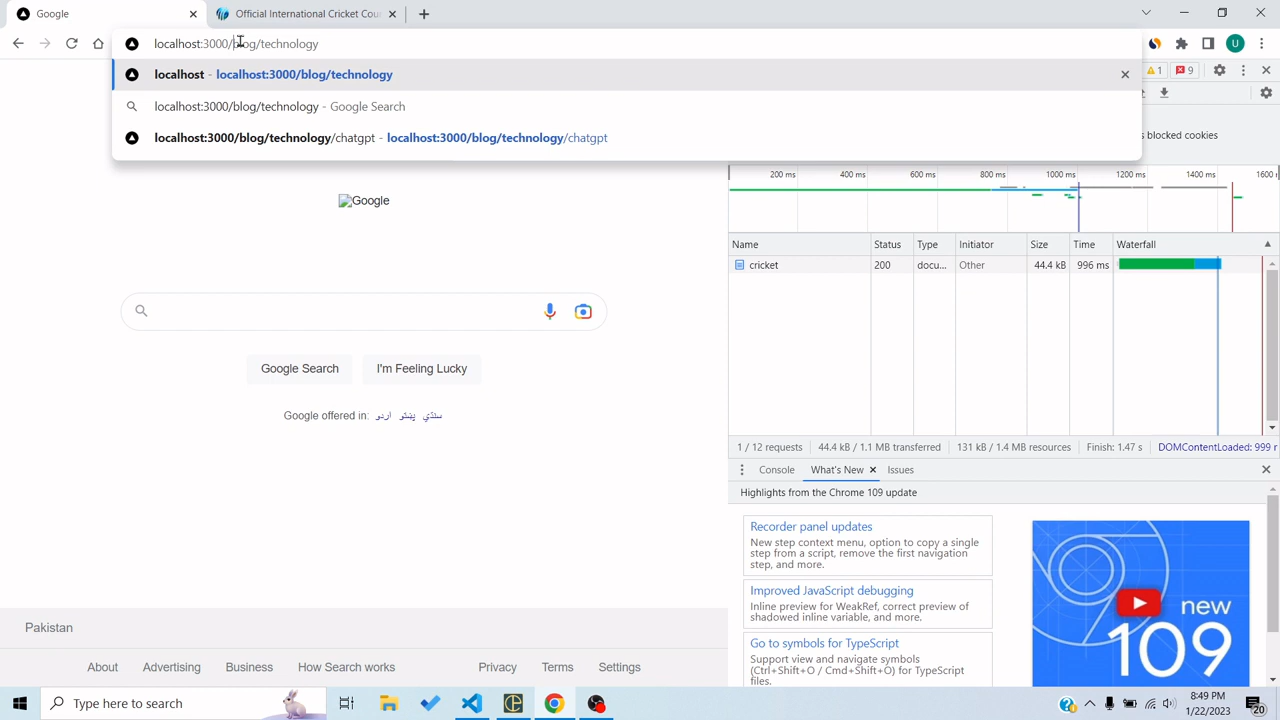 Google
Official International Cricket Cou
localhost:3000/blog/technology
localhost - localhost:3000/blog/technology
localhost:3000/blog/technology - Google Search
localhost:3000/blog/technology/chatgpt - localhost:3000/blog/technology/chatgpt
U
1
9
s blocked cookies
200 ms 400 ms 600 ms 800 ms 1000 ms 1200 ms 1400 ms 1600 r
Name Status Type Initiator Size Time Waterfall
cricket 200 docu... Other 44.4 kB 996 ms
Google
Google Search
I'm Feeling Lucky
Google offered in: اردو پښتو سنڌي
1 / 12 requests 44.4 kB / 1.1 MB transferred 131 kB / 1.4 MB resources Finish: 1.47 s DOMContentLoaded: 999 r
Console What's New Issues
Highlights from the Chrome 109 update
Recorder panel updates
New step context menu, option to copy a single
step from a script, remove the first navigation
step, and more.
Improved JavaScript debugging
Inline preview for WeakRef, correct preview of
shadowed inline variable, and more.
Go to symbols for TypeScript
Support view and navigate symbols
(Ctrl+Shift+O / Cmd+Shift+O) for TypeScript
files.
new
109
Pakistan
About Advertising Business How Search works Privacy Terms Settings
Type here to search
8:49 PM
1/22/2023
20